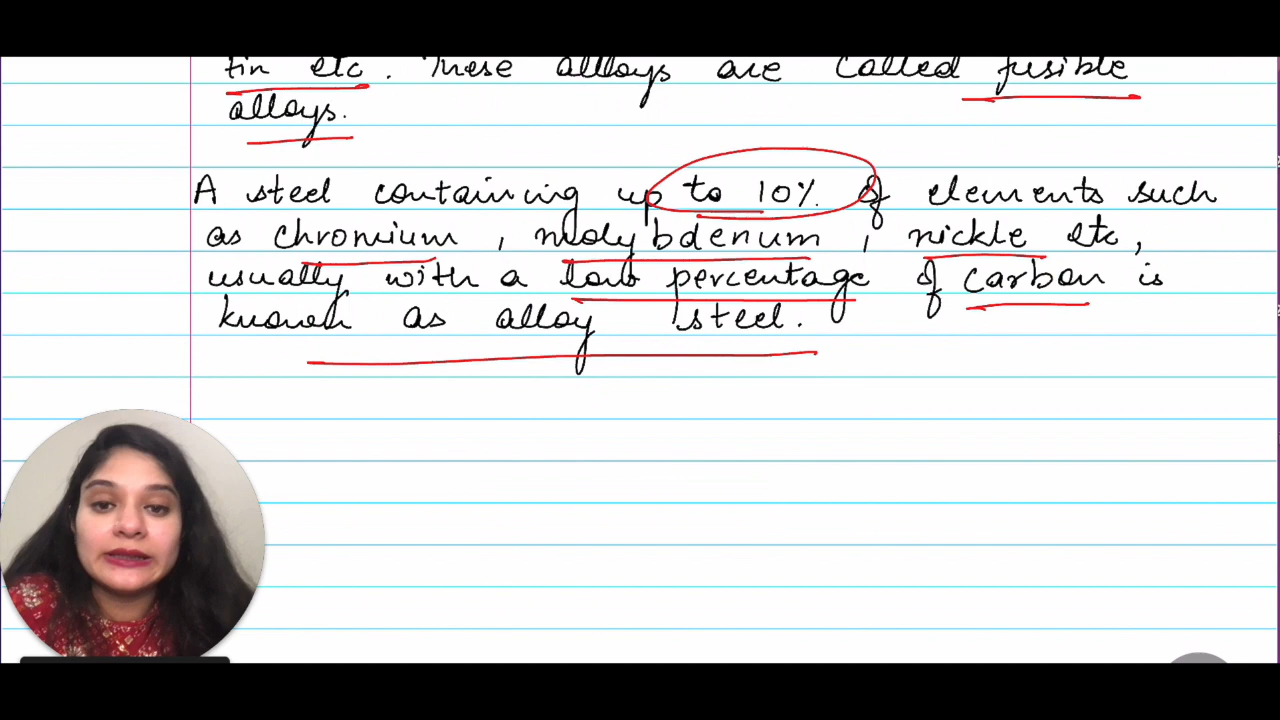 tin etc. These allloys are called fusible
alloys.
A steel containing up to 10% of elements such
as chromium, molybdenum, nickle etc,
usually with a low percentage of carbon is
known as alloy steel.